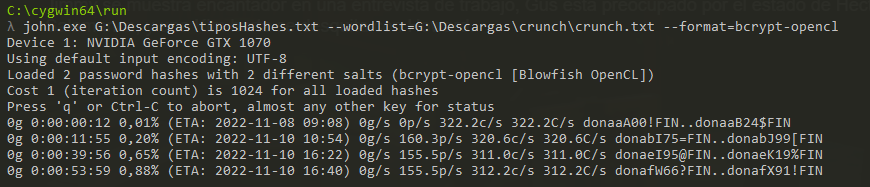 C:\cygwin64\run
λ john.exe G:\Descargas\tiposHashes.txt --wordlist=G:\Descargas\crunch\crunch.txt --format=bcrypt-opencl
Device 1: NVIDIA GeForce GTX 1070
Using default input encoding: UTF-8
Loaded 2 password hashes with 2 different salts (bcrypt-opencl [Blowfish OpenCL])
Cost 1 (iteration count) is 1024 for all loaded hashes
Press 'q' or Ctrl-C to abort, almost any other key for status
0g 0:00:00:12 0,01% (ETA: 2022-11-08 09:08) 0g/s 0p/s 322.2c/s 322.2C/s donaaA00!FIN..donaaB24$FIN
0g 0:00:11:55 0,20% (ETA: 2022-11-10 10:54) 0g/s 160.3p/s 320.6c/s 320.6C/s donabI75=FIN..donabJ99[FIN
0g 0:00:39:56 0,65% (ETA: 2022-11-10 16:22) 0g/s 155.5p/s 311.0c/s 311.0C/s donaeI95@FIN..donaeK19%FIN
0g 0:00:53:59 0,88% (ETA: 2022-11-10 16:40) 0g/s 155.5p/s 312.2c/s 312.2C/s donafW66?FIN..donafX91!FIN